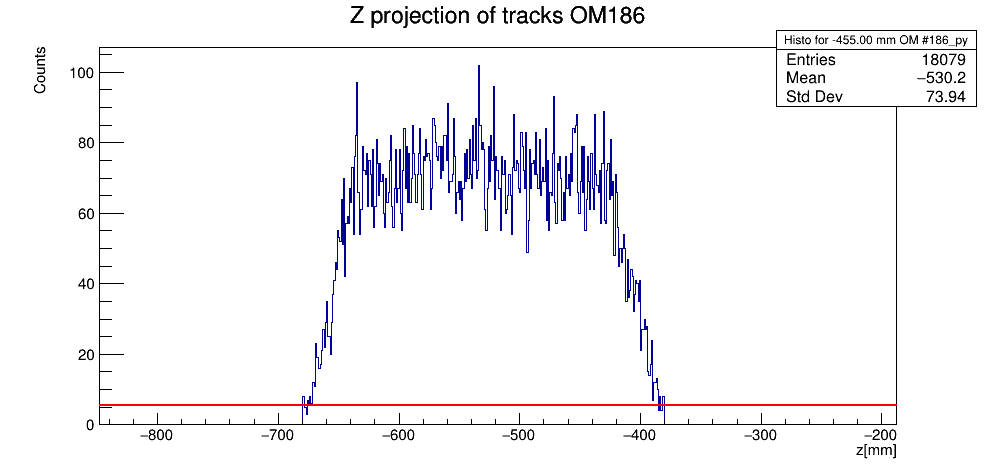 Z projection of tracks OM186
Histo for -455.00 mm OM #186_py
Entries 18079
Mean −530.2
Std Dev 73.94
Counts
100
80
60
40
20
0
−800 −700 −600 −500 −400 −300 −200
z[mm]